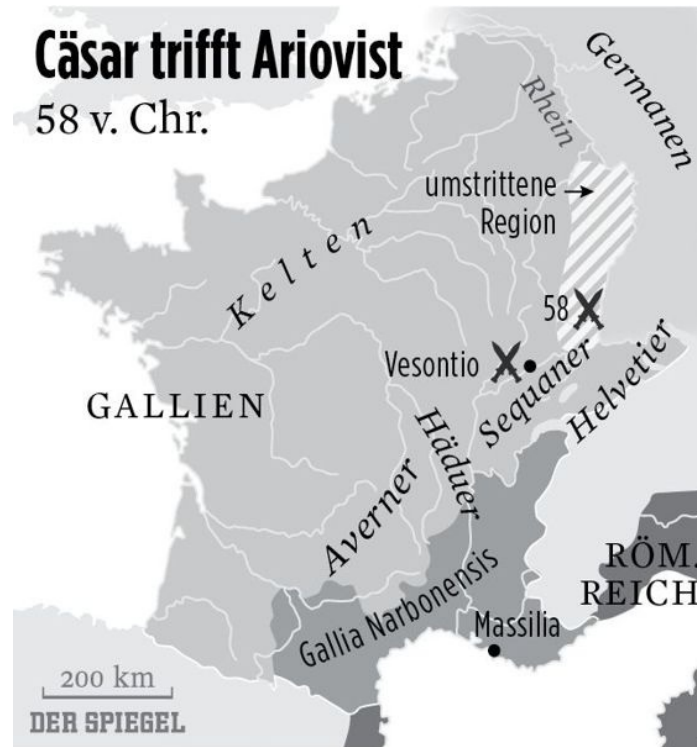 Cäsar trifft Ariovist
58 v. Chr.
Germanen
Rhein
umstrittene
Region
Kelten
58
Vesontio
Sequaner
Helvetier
GALLIEN
Häduer
Averner
RÖM.
REICH
Gallia Narbonensis
Massilia
200 km
DER SPIEGEL